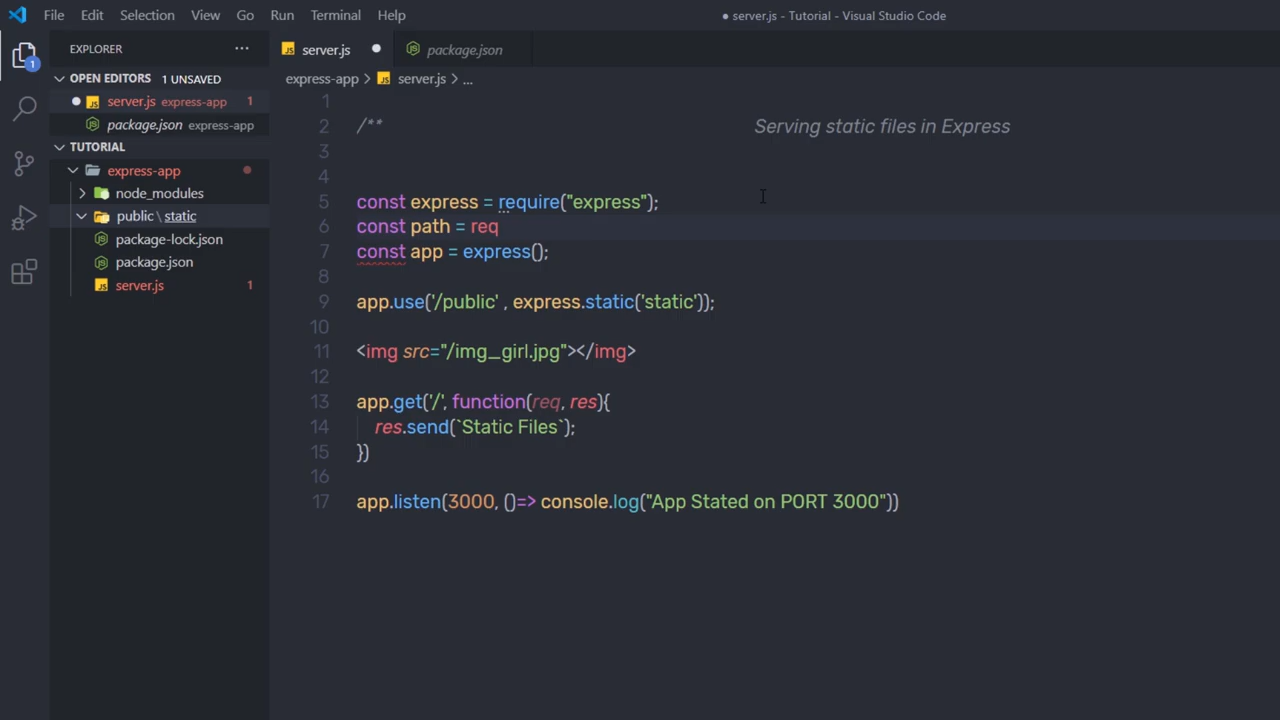 File Edit Selection View Go Run Terminal Help
● server.js - Tutorial - Visual Studio Code
EXPLORER ...
server.js ●
package.json
1
OPEN EDITORS 1 UNSAVED
server.js express-app 1
package.json express-app
TUTORIAL
express-app
node_modules
public \ static
package-lock.json
package.json
server.js 1
express-app > server.js > ...
1
2 /** Serving static files in Express
3
4
5 const express = require("express");
6 const path = req
7 const app = express();
8
9 app.use('/public' , express.static('static'));
10
11 <img src="/img_girl.jpg"></img>
12
13 app.get('/', function(req, res){
14 res.send(`Static Files`);
15 })
16
17 app.listen(3000, ()=> console.log("App Stated on PORT 3000"))